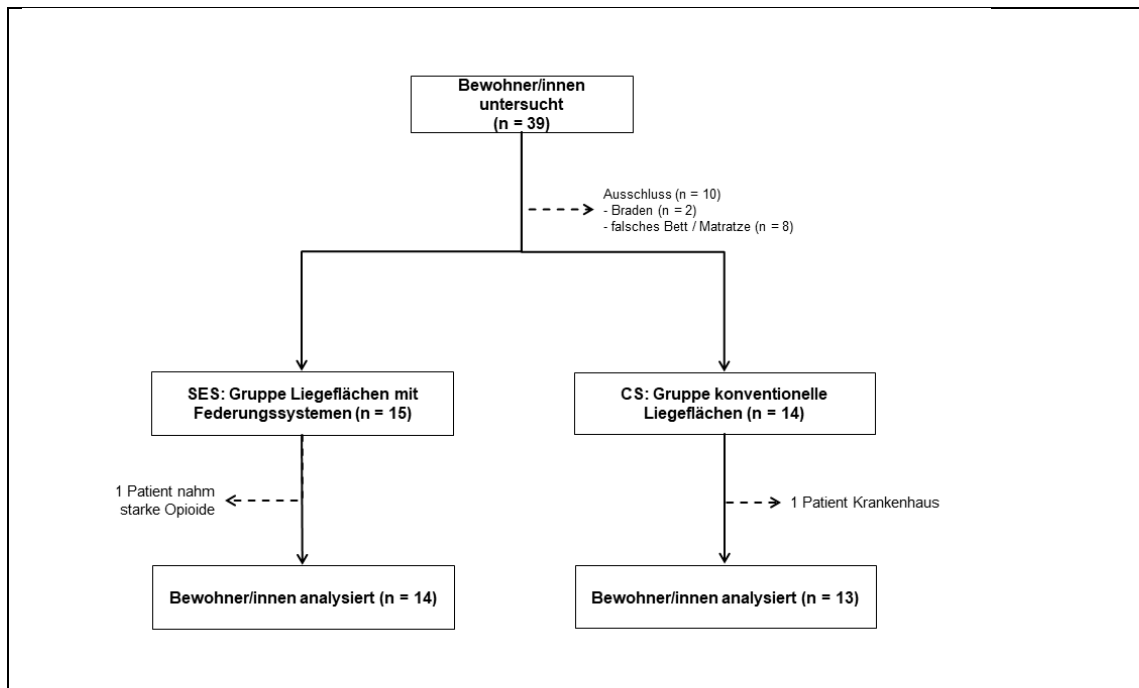 Bewohner/innen
untersucht
(n = 39)
Ausschluss (n = 10)
- Braden (n = 2)
- falsches Bett / Matratze (n = 8)
SES: Gruppe Liegeflächen mit
Federungssystemen (n = 15)
CS: Gruppe konventionelle
Liegeflächen (n = 14)
1 Patient nahm
starke Opioide
1 Patient Krankenhaus
Bewohner/innen analysiert (n = 14)
Bewohner/innen analysiert (n = 13)